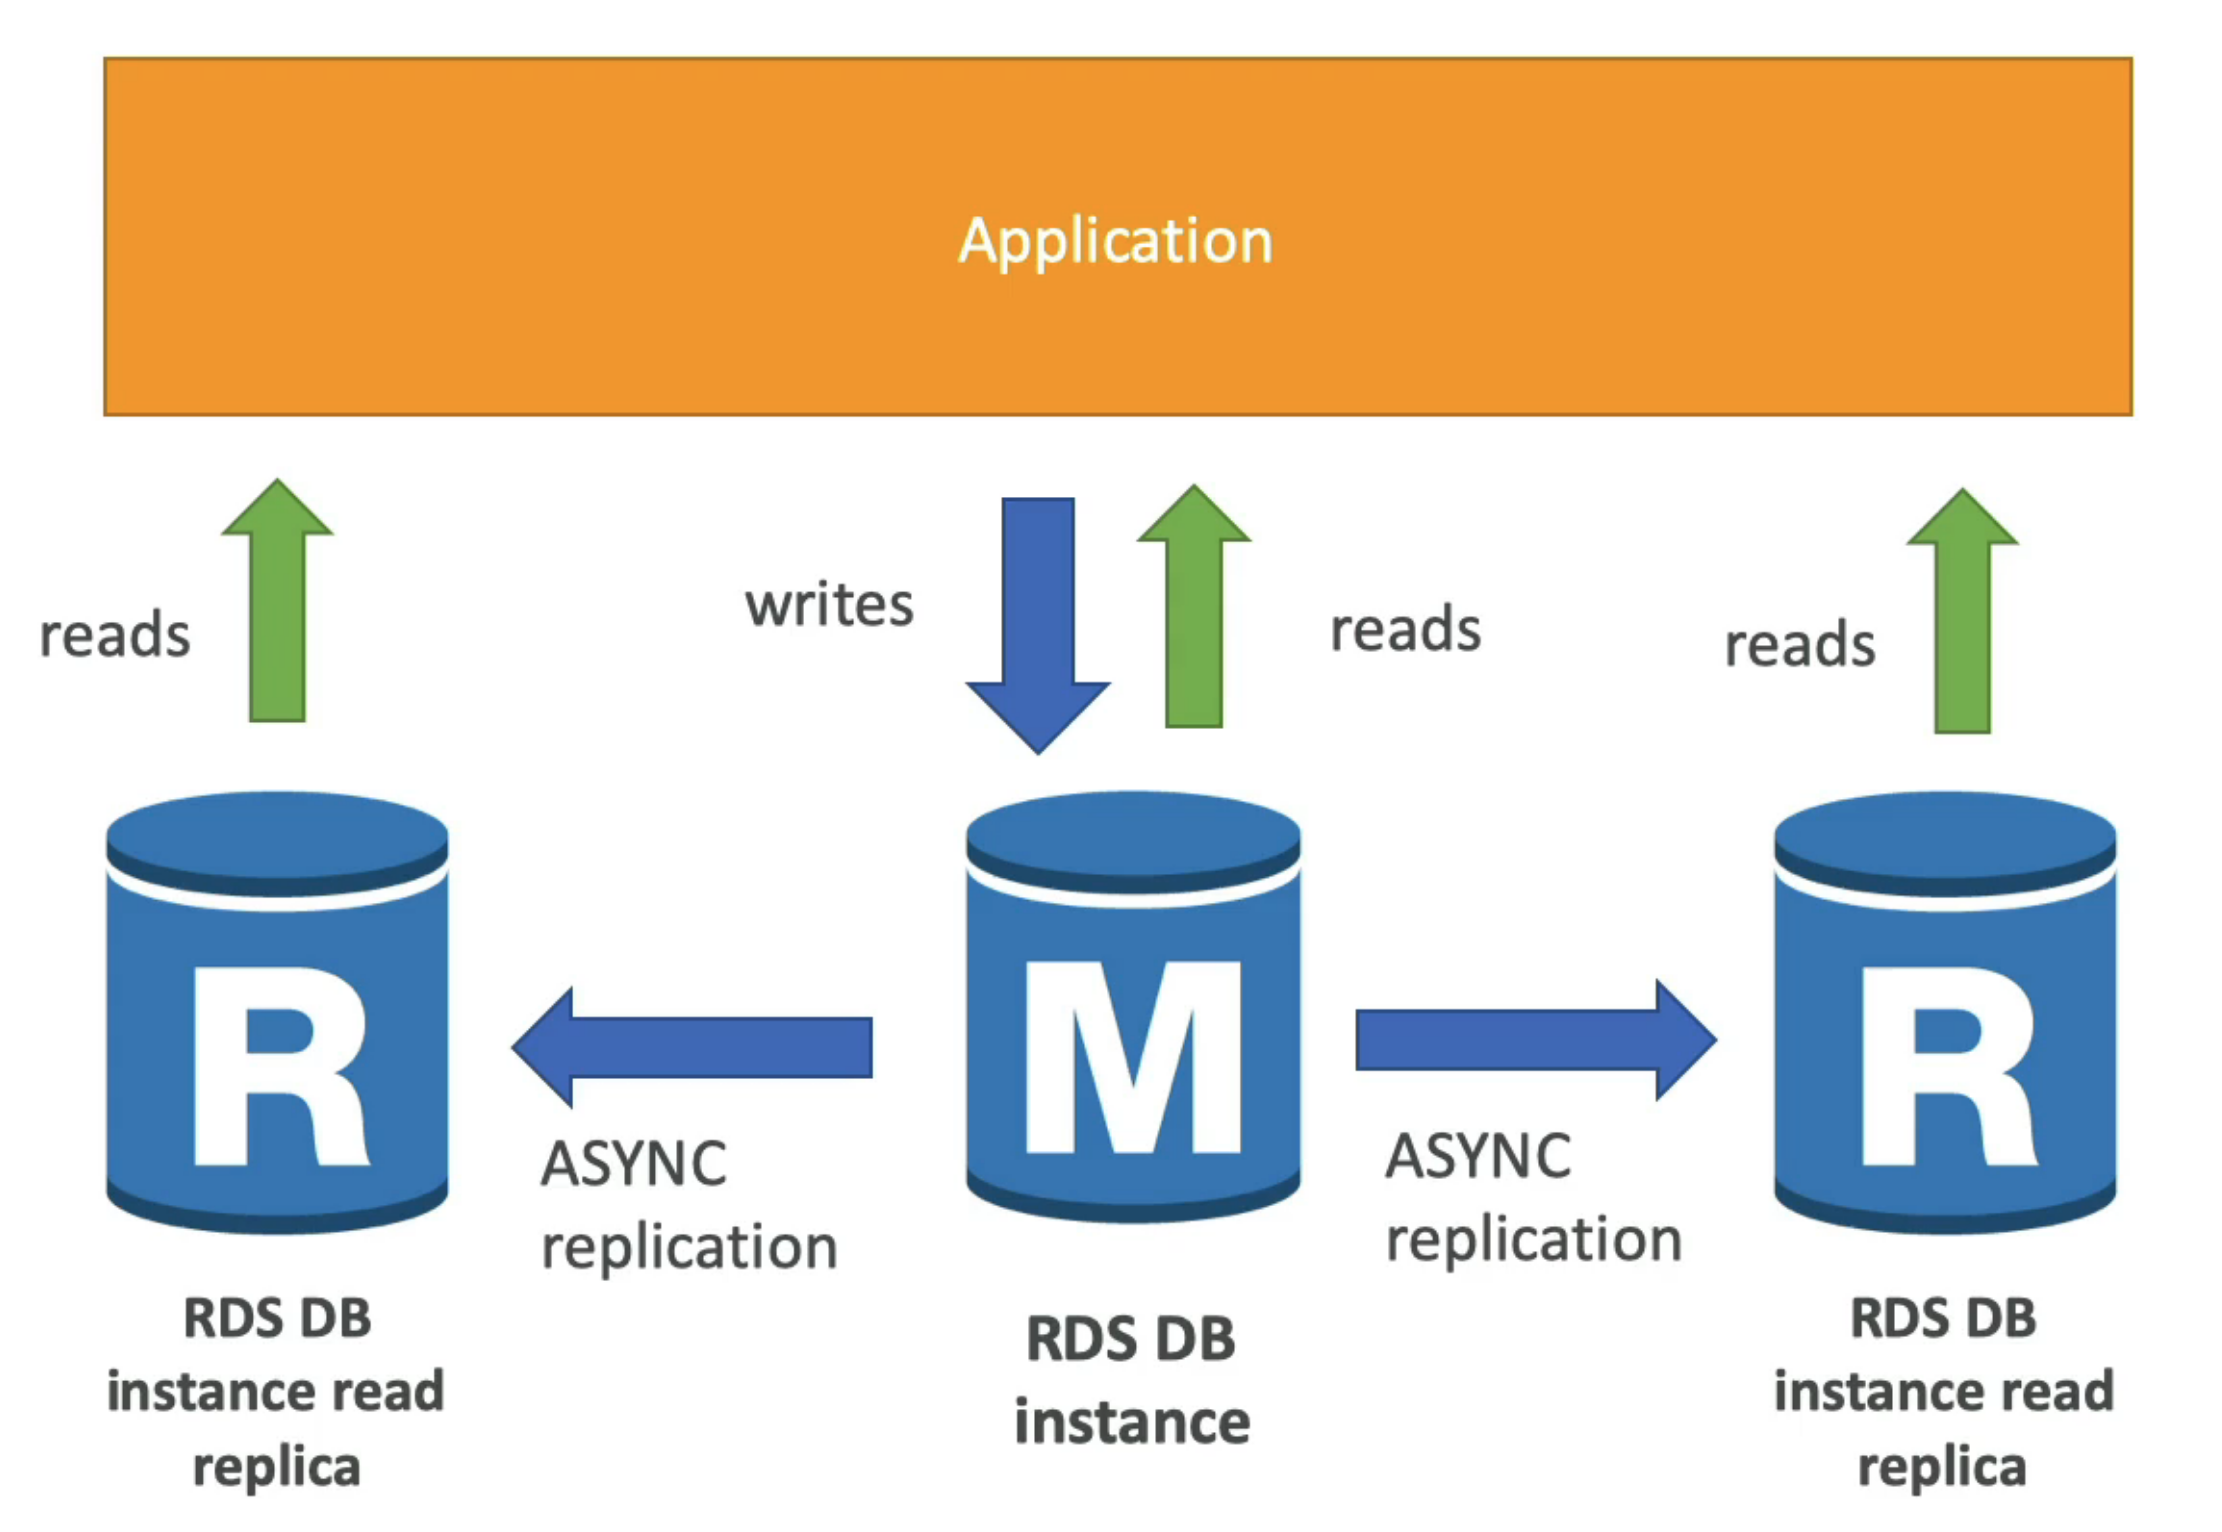 Application
reads
writes
reads
reads
R
M
R
ASYNC
replication
ASYNC
replication
RDS DB
instance read
replica
RDS DB
instance
RDS DB
instance read
replica